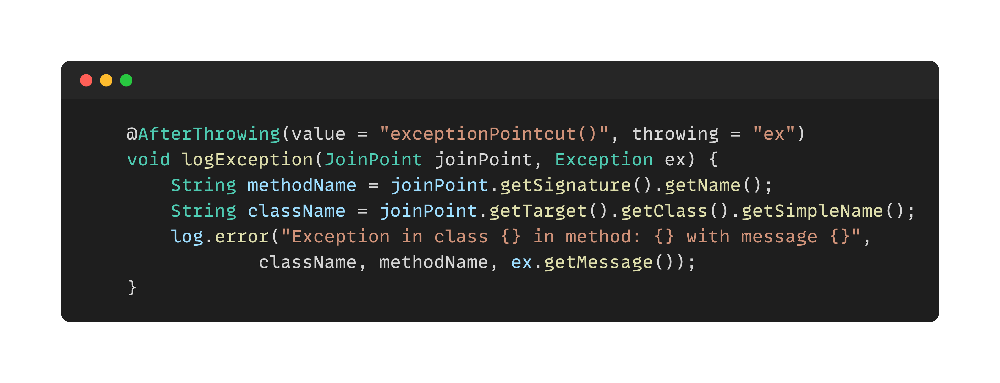 @AfterThrowing(value = "exceptionPointcut()", throwing = "ex")
void logException(JoinPoint joinPoint, Exception ex) {
    String methodName = joinPoint.getSignature().getName();
    String className = joinPoint.getTarget().getClass().getSimpleName();
    log.error("Exception in class {} in method: {} with message {}",
            className, methodName, ex.getMessage());
}